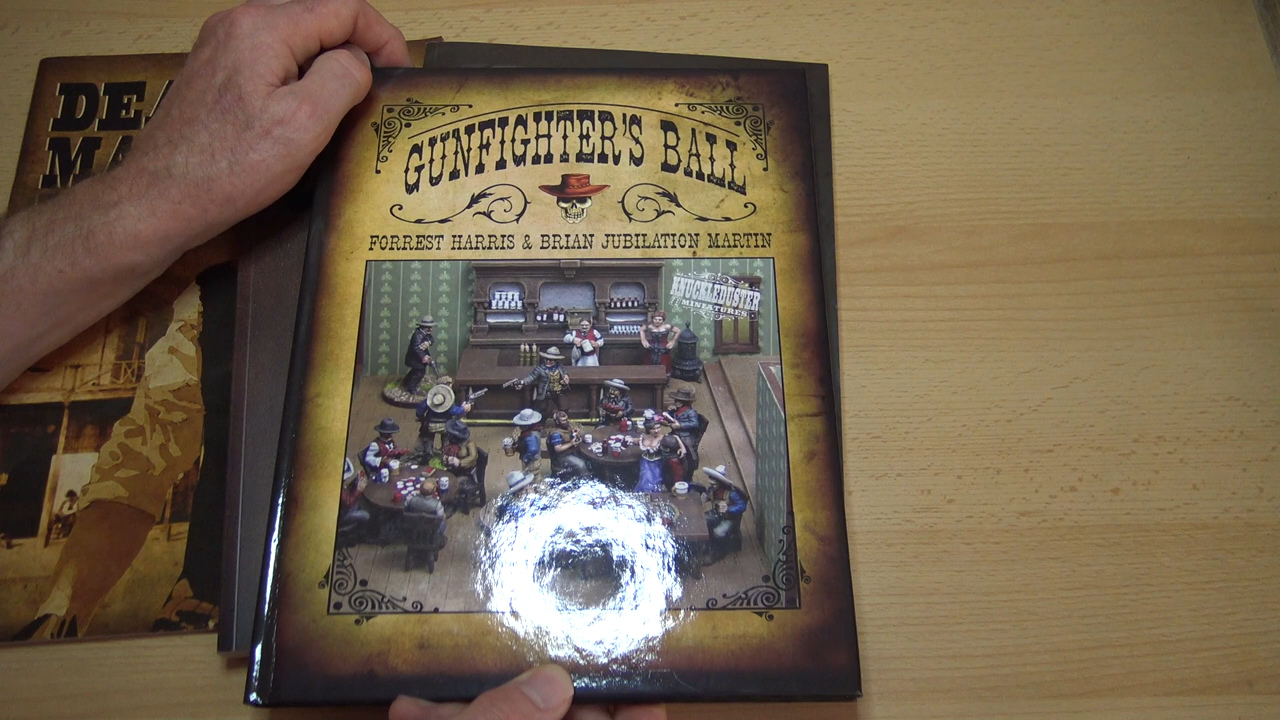 GUNFIGHTER'S BALL
FORREST HARRIS & BRIAN JUBILATION MARTIN
KNUCKLEDUSTER
MINIATURES